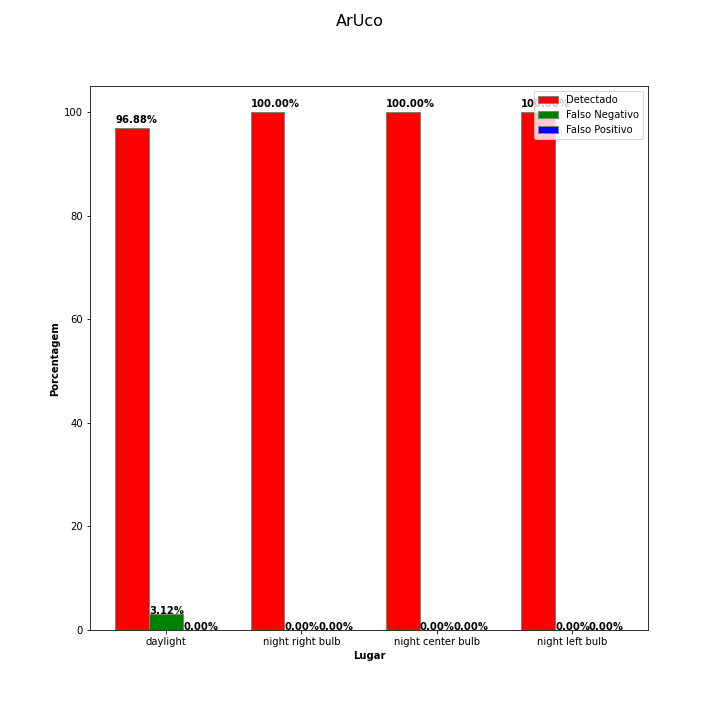 ArUco
100.00% 100.00%
96.88%
Detectado
Falso Negativo
Falso Positivo
100
80
60
40
20
0
Porcentagem
3.12%
0.00% 0.00% 0.00% 0.00% 0.00% 0.00% 0.00%
daylight night right bulb night center bulb night left bulb
Lugar